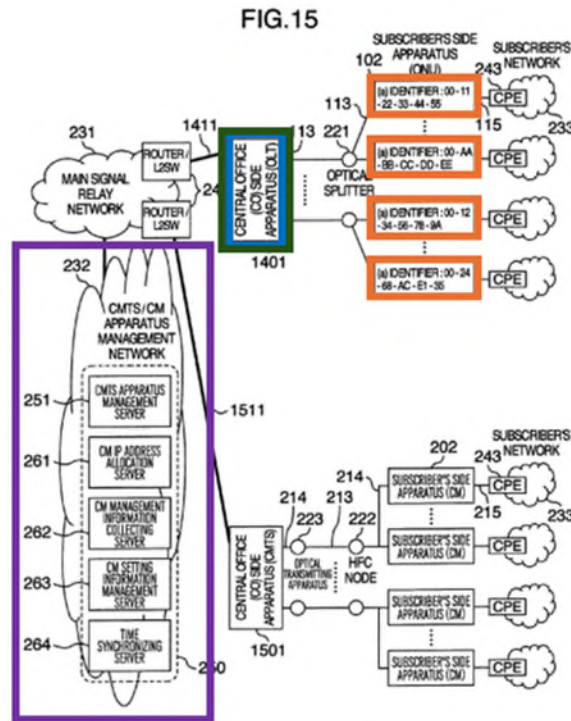 FIG.15
SUBSCRIBER'S SIDE
APPARATUS
(ONU)
SUBSCRIBER'S
NETWORK
102
243
113
221
115
233
(a) IDENTIFIER : 00 - 11
- 22 - 33 - 44 - 55
CPE
(a) IDENTIFIER : 00 - AA
- BB - CC - DD - EE
CPE
OPTICAL
SPLITTER
(a) IDENTIFIER : 00 - 12
- 34 - 56 - 78 - 9A
CPE
(a) IDENTIFIER : 00 - 24
- 68 - AC - E1 - 35
CPE
231
1411
13
ROUTER /
L2SW
MAIN SIGNAL
RELAY
NETWORK
24
ROUTER /
L2SW
CENTRAL OFFICE
(CO) SIDE
APPARATUS (OLT)
1401
232
CMTS / CM
APPARATUS
MANAGEMENT
NETWORK
251
CMTS APPARATUS
MANAGEMENT
SERVER
1511
261
CM IP ADDRESS
ALLOCATION
SERVER
262
CM MANAGEMENT
INFORMATION
COLLECTING
SERVER
263
CM SETTING
INFORMATION
MANAGEMENT
SERVER
264
TIME
SYNCHRONIZING
SERVER
260
SUBSCRIBER'S
NETWORK
202
243
214
215
233
SUBSCRIBER'S SIDE
APPARATUS (CM)
CPE
214
223
213
222
SUBSCRIBER'S SIDE
APPARATUS (CM)
CPE
CENTRAL OFFICE
(CO) SIDE
APPARATUS (CMTS)
OPTICAL
TRANSMITTING
APPARATUS
HFC
NODE
1501
SUBSCRIBER'S SIDE
APPARATUS (CM)
CPE
SUBSCRIBER'S SIDE
APPARATUS (CM)
CPE